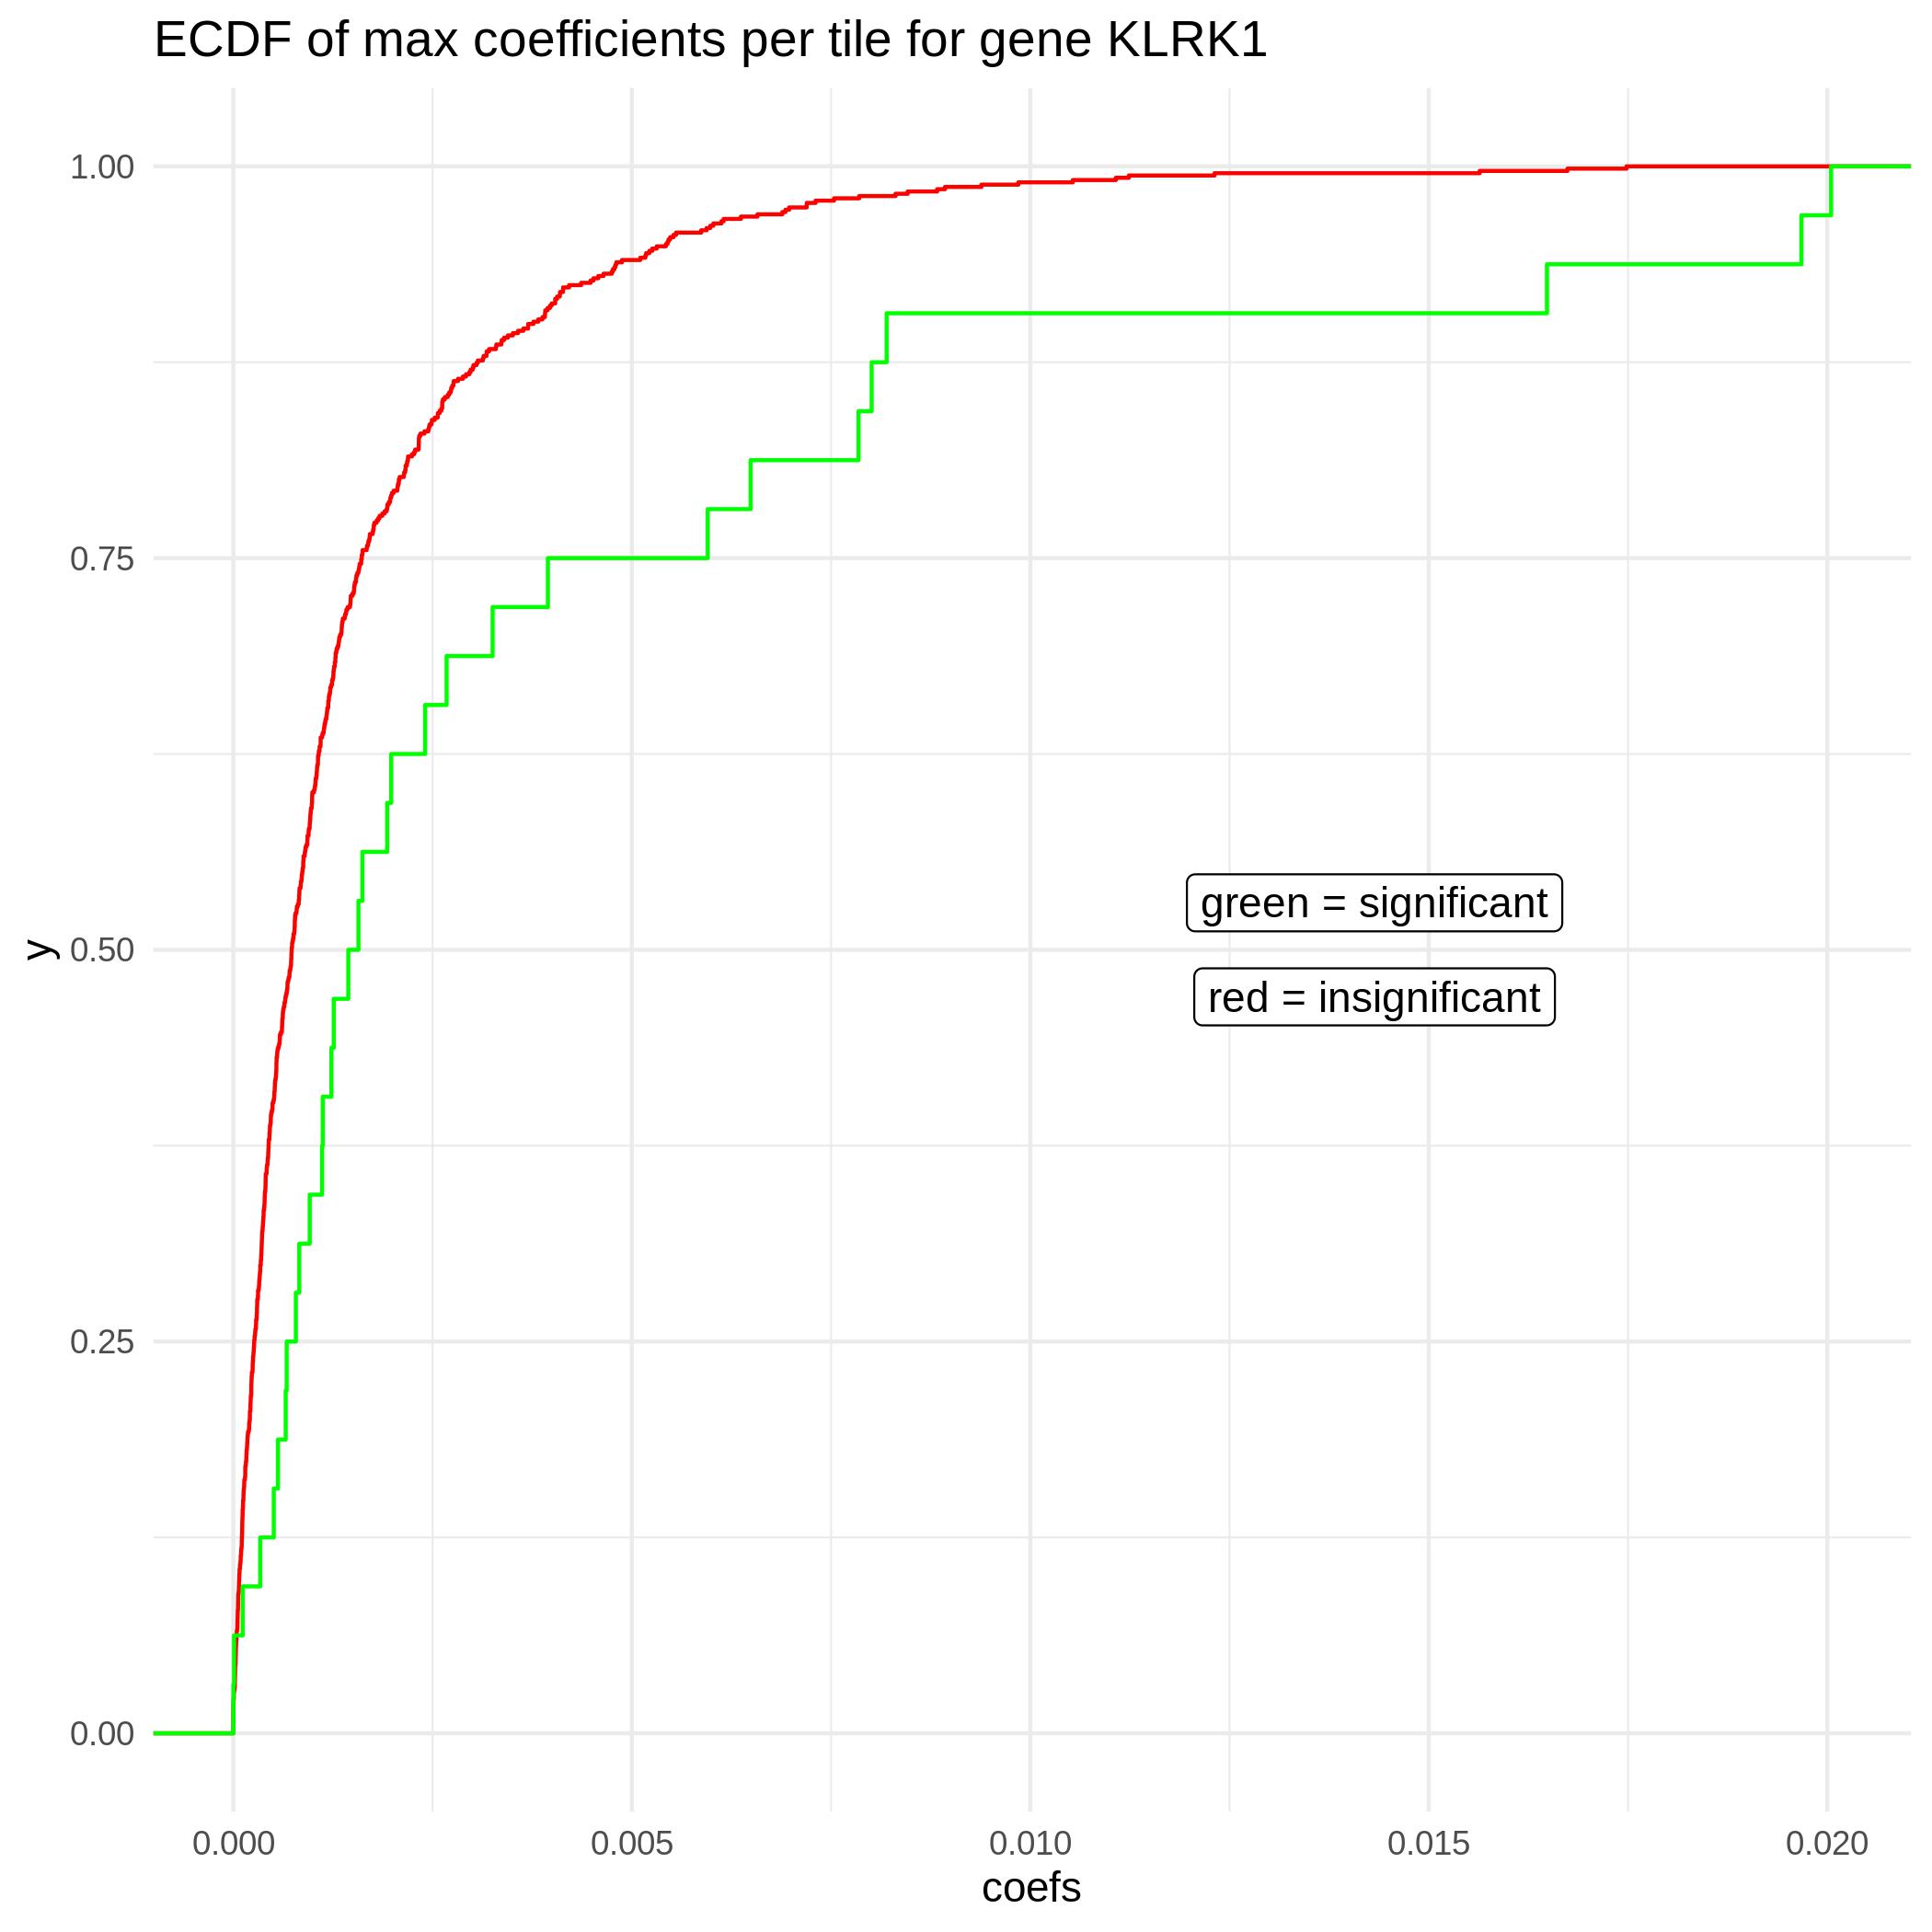 ECDF of max coefficients per tile for gene KLRK1
1.00
0.75
0.50
0.25
0.00
y
green = significant
red = insignificant
0.000 0.005 0.010 0.015 0.020
coefs